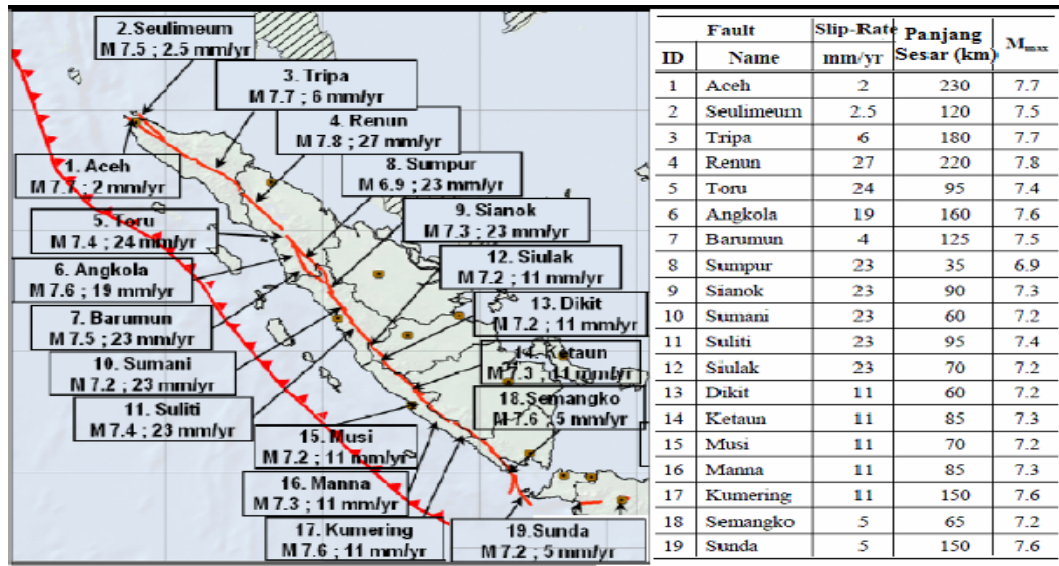 2.Seulimeum
M 7.5 ; 2.5 mm/yr
3. Tripa
M 7.7 ; 6 mm/yr
4. Renun
M 7.8 ; 27 mm/yr
1. Aceh
M 7.7 ; 2 mm/yr
8. Sumpur
M 6.9 ; 23 mm/yr
5. Toru
M 7.4 ; 24 mm/yr
9. Sianok
M 7.3 ; 23 mm/yr
6. Angkola
M 7.6 ; 19 mm/yr
12. Siulak
M 7.2 ; 11 mm/yr
7. Barumun
M 7.5 ; 23 mm/yr
13. Dikit
M 7.2 ; 11 mm/yr
10. Sumani
M 7.2 ; 23 mm/yr
14. Ketaun
M 7.3 ; 11 mm/yr
11. Suliti
M 7.4 ; 23 mm/yr
18.Semangko
M 7.6 ; 5 mm/yr
15. Musi
M 7.2 ; 11 mm/yr
16. Manna
M 7.3 ; 11 mm/yr
17. Kumering
M 7.6 ; 11 mm/yr
19.Sunda
M 7.2 ; 5 mm/yr
Fault Slip-Rate Panjang Sesar (km) Mmax
ID Name mm/yr
1 Aceh 2 230 7.7
2 Seulimeum 2.5 120 7.5
3 Tripa 6 180 7.7
4 Renun 27 220 7.8
5 Toru 24 95 7.4
6 Angkola 19 160 7.6
7 Barumun 4 125 7.5
8 Sumpur 23 35 6.9
9 Sianok 23 90 7.3
10 Sumani 23 60 7.2
11 Suliti 23 95 7.4
12 Siulak 23 70 7.2
13 Dikit 11 60 7.2
14 Ketaun 11 85 7.3
15 Musi 11 70 7.2
16 Manna 11 85 7.3
17 Kumering 11 150 7.6
18 Semangko 5 65 7.2
19 Sunda 5 150 7.6